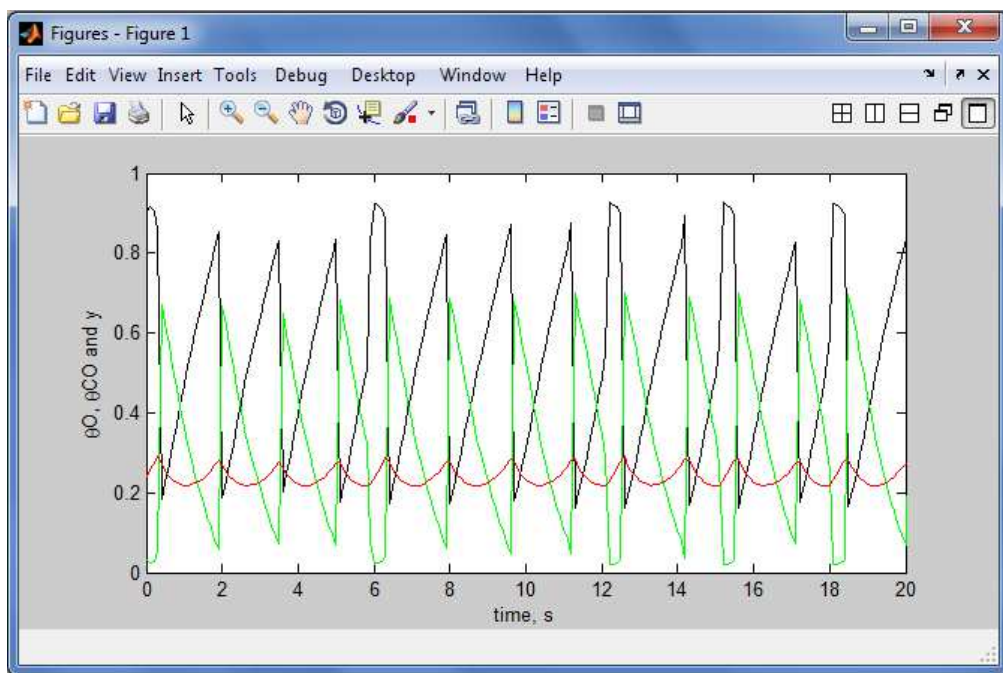 Figures - Figure 1
File Edit View Insert Tools Debug Desktop Window Help
1
0.8
0.6
0.4
0.2
0
θO, θCO and y
0 2 4 6 8 10 12 14 16 18 20
time, s